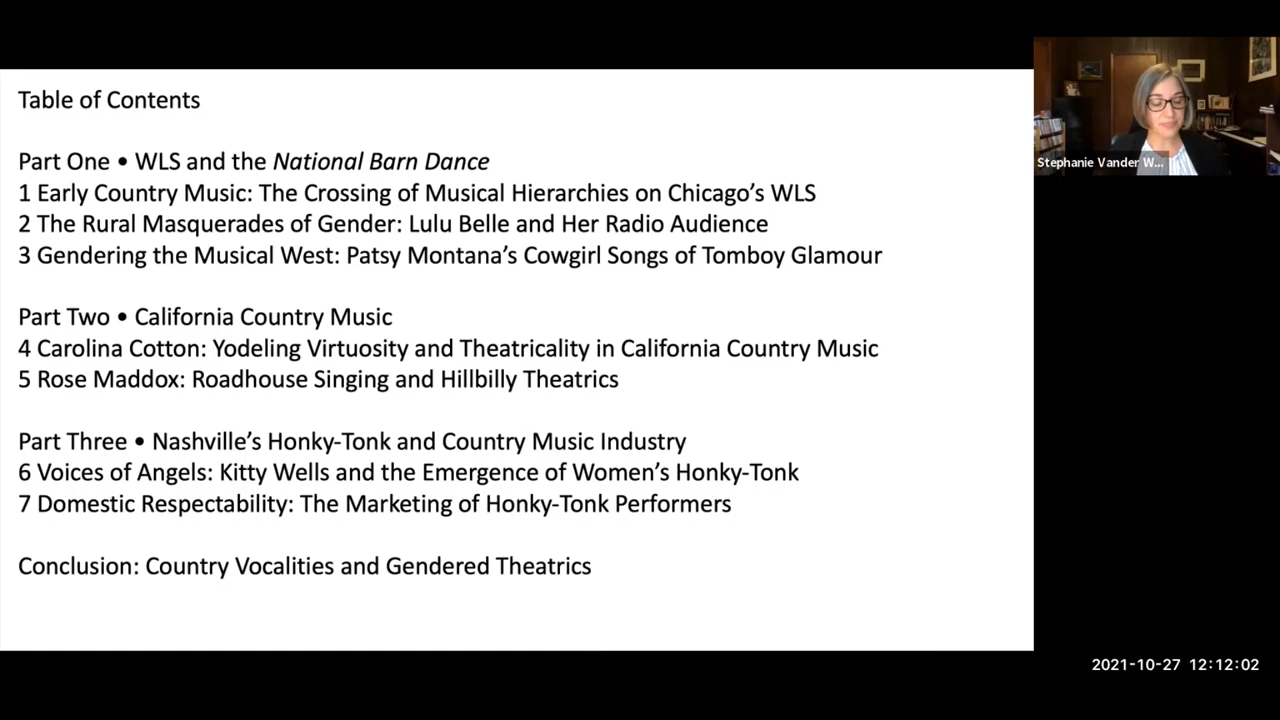 Table of Contents
Part One • WLS and the National Barn Dance
1 Early Country Music: The Crossing of Musical Hierarchies on Chicago’s WLS
2 The Rural Masquerades of Gender: Lulu Belle and Her Radio Audience
3 Gendering the Musical West: Patsy Montana’s Cowgirl Songs of Tomboy Glamour
Part Two • California Country Music
4 Carolina Cotton: Yodeling Virtuosity and Theatricality in California Country Music
5 Rose Maddox: Roadhouse Singing and Hillbilly Theatrics
Part Three • Nashville’s Honky-Tonk and Country Music Industry
6 Voices of Angels: Kitty Wells and the Emergence of Women’s Honky-Tonk
7 Domestic Respectability: The Marketing of Honky-Tonk Performers
Conclusion: Country Vocalities and Gendered Theatrics
Stephanie Vander W...
2021-10-27 12:12:02